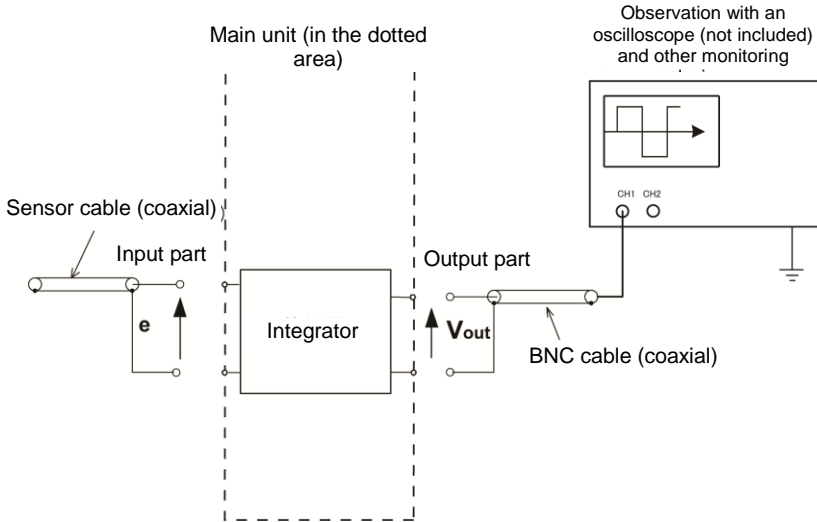 Observation with an
oscilloscope (not included)
and other monitoring
Main unit (in the dotted
area)
CH1 CH2
Sensor cable (coaxial)
Input part
Output part
e
Integrator
Vout
BNC cable (coaxial)